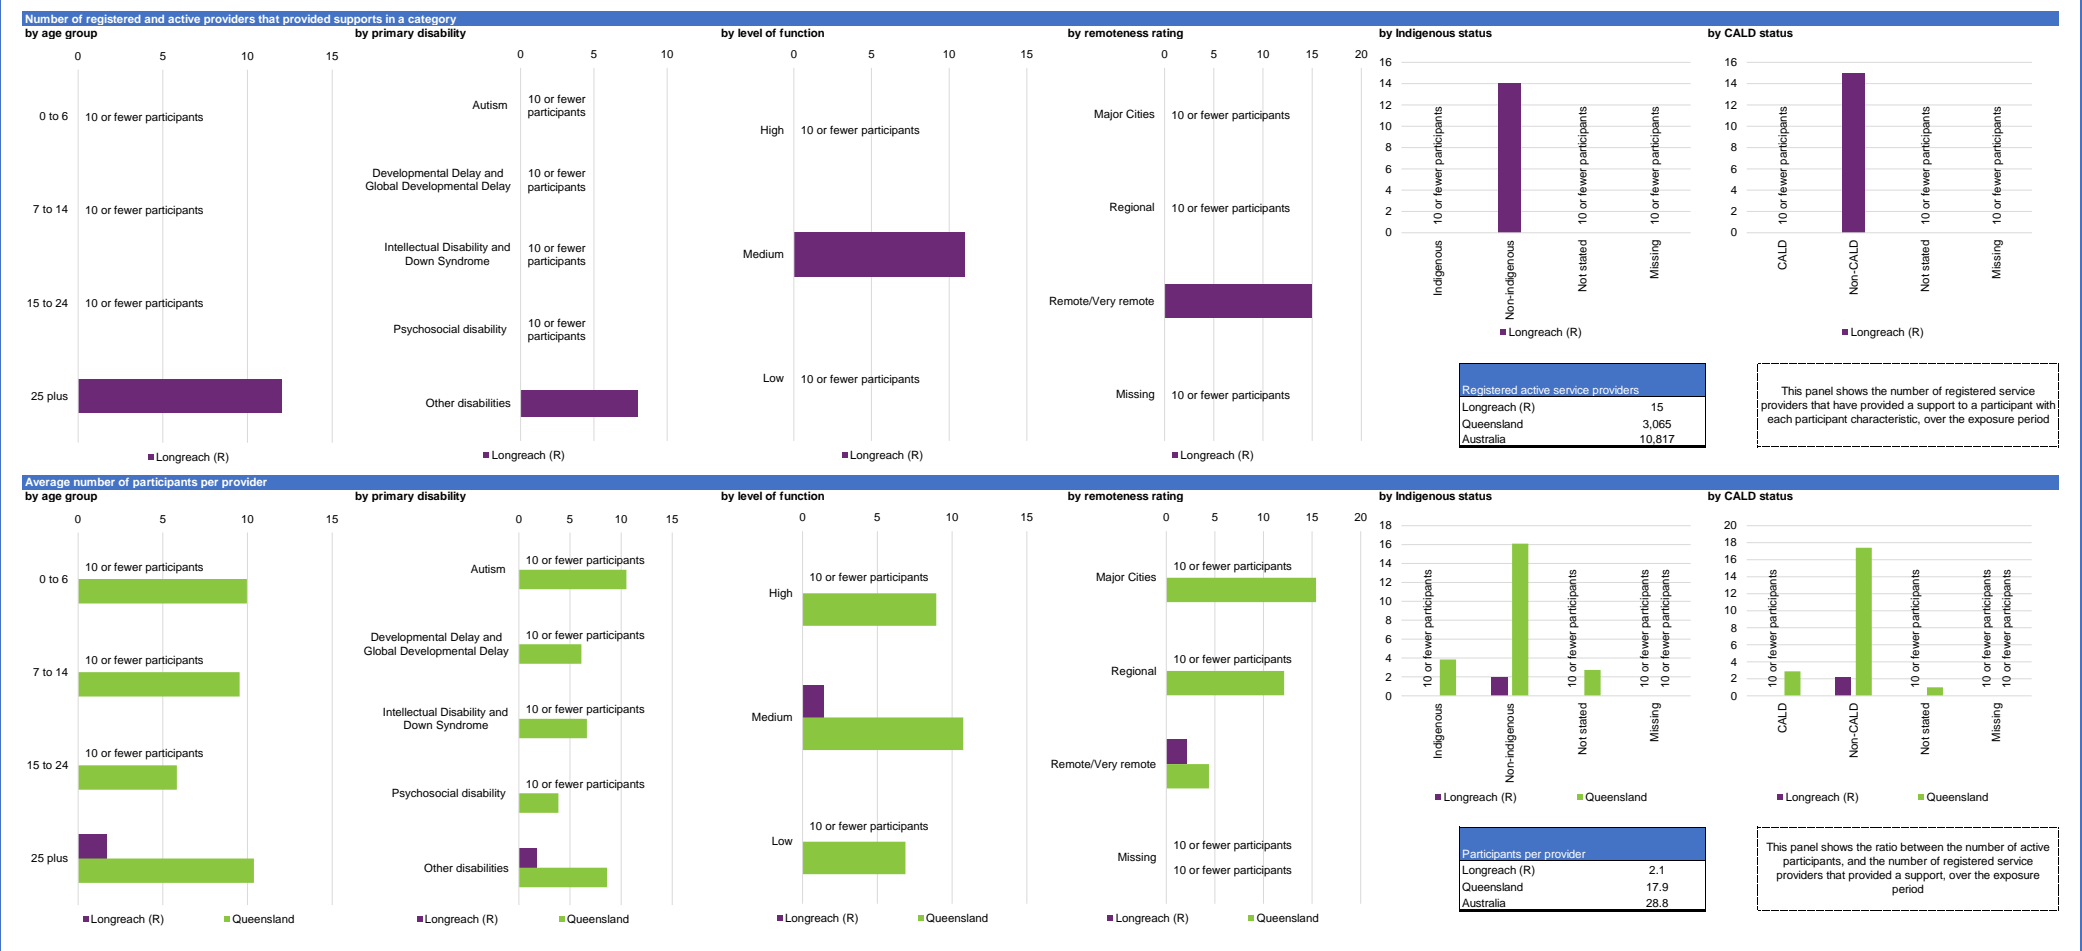 Number of registered and active providers that provided supports in a category
by age group
0 5 10 15
0 to 6 10 or fewer participants
7 to 14 10 or fewer participants
15 to 24 10 or fewer participants
25 plus
Longreach (R)
by primary disability
0 5 10
Autism 10 or fewer
participants
Developmental Delay and
Global Developmental Delay
10 or fewer
participants
Intellectual Disability and
Down Syndrome
10 or fewer
participants
Psychosocial disability 10 or fewer
participants
Other disabilities
Longreach (R)
by level of function
0 5 10 15
High 10 or fewer participants
Medium
Low 10 or fewer participants
Longreach (R)
by remoteness rating
0 5 10 15 20
Major Cities 10 or fewer participants
Regional 10 or fewer participants
Remote/Very remote
Missing 10 or fewer participants
Longreach (R)
by Indigenous status
16
14
12
10
8
6
4
2
0
10 or fewer participants
10 or fewer participants
10 or fewer participants
Indigenous
Non-indigenous
Not stated
Missing
Longreach (R)
by CALD status
16
14
12
10
8
6
4
2
0
10 or fewer participants
10 or fewer participants
10 or fewer participants
CALD
Non-CALD
Not stated
Missing
Longreach (R)
Registered active service providers
Longreach (R) 15
Queensland 3,065
Australia 10,817
This panel shows the number of registered service
providers that have provided a support to a participant with
each participant characteristic, over the exposure period
Average number of participants per provider
by age group
0 5 10 15
10 or fewer participants
0 to 6
10 or fewer participants
7 to 14
10 or fewer participants
15 to 24
25 plus
Longreach (R) Queensland
by primary disability
0 5 10 15
10 or fewer participants
Autism
10 or fewer participants
Developmental Delay and
Global Developmental Delay
10 or fewer participants
Intellectual Disability and
Down Syndrome
10 or fewer participants
Psychosocial disability
Other disabilities
Longreach (R) Queensland
by level of function
0 5 10 15
10 or fewer participants
High
Medium
10 or fewer participants
Low
Longreach (R) Queensland
by remoteness rating
0 5 10 15 20
10 or fewer participants
Major Cities
10 or fewer participants
Regional
Remote/Very remote
10 or fewer participants
Missing
10 or fewer participants
Longreach (R) Queensland
by Indigenous status
18
16
14
12
10
8
6
4
2
0
10 or fewer participants
10 or fewer participants
10 or fewer participants
10 or fewer participants
Indigenous
Non-indigenous
Not stated
Missing
Longreach (R) Queensland
by CALD status
20
18
16
14
12
10
8
6
4
2
0
10 or fewer participants
10 or fewer participants
10 or fewer participants
10 or fewer participants
CALD
Non-CALD
Not stated
Missing
Longreach (R) Queensland
Participants per provider
Longreach (R) 2.1
Queensland 17.9
Australia 28.8
This panel shows the ratio between the number of active
participants, and the number of registered service
providers that provided a support, over the exposure
period